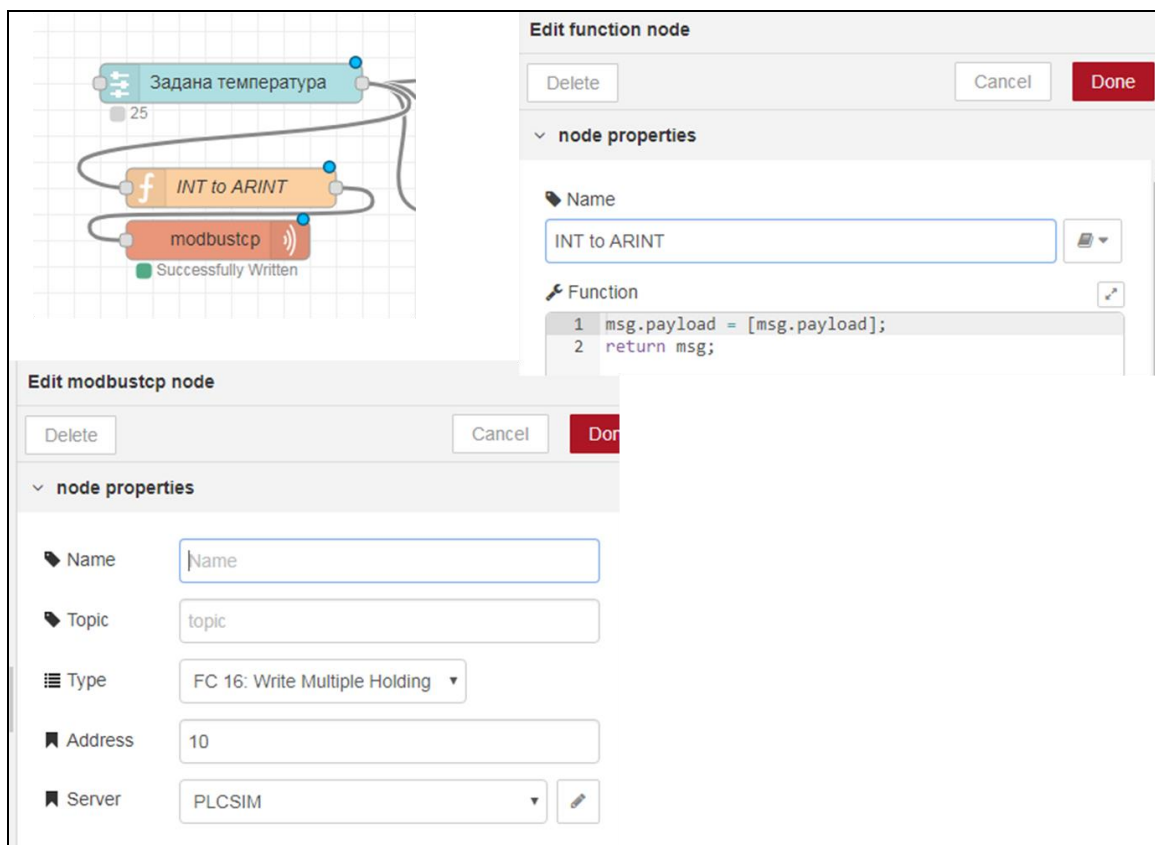 Задана температура
25
INT to ARINT
modbustcp
Successfully Written
Edit function node
Delete
Cancel
Done
node properties
Name
INT to ARINT
Function
1 msg.payload = [msg.payload];
2 return msg;
Edit modbustcp node
Delete
Cancel
Don
node properties
Name
Name
Topic
topic
Type
FC 16: Write Multiple Holding
Address
10
Server
PLCSIM